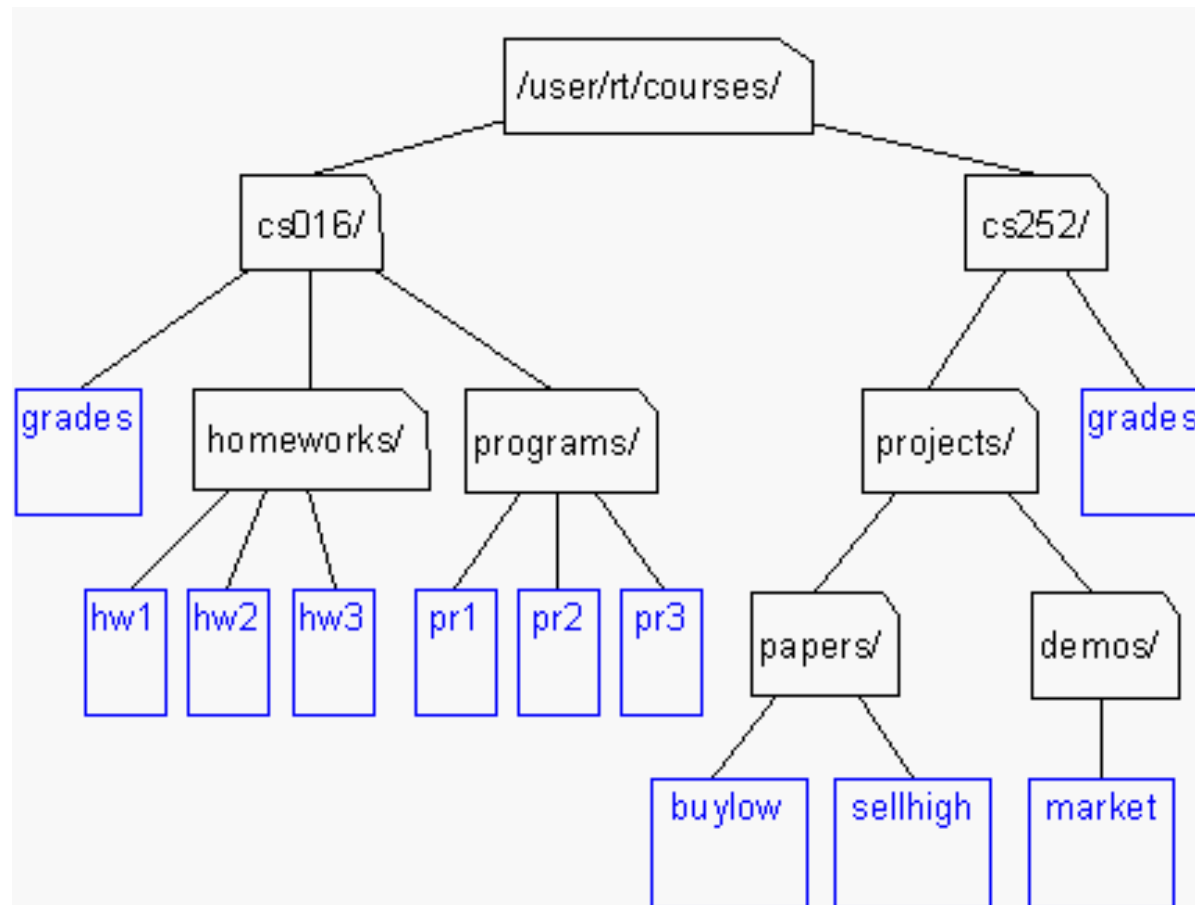 /user/rt/courses/
cs016/
cs252/
grades
homeworks/
programs/
projects/
grades
hw1
hw2
hw3
pr1
pr2
pr3
papers/
demos/
buylow
sellhigh
market